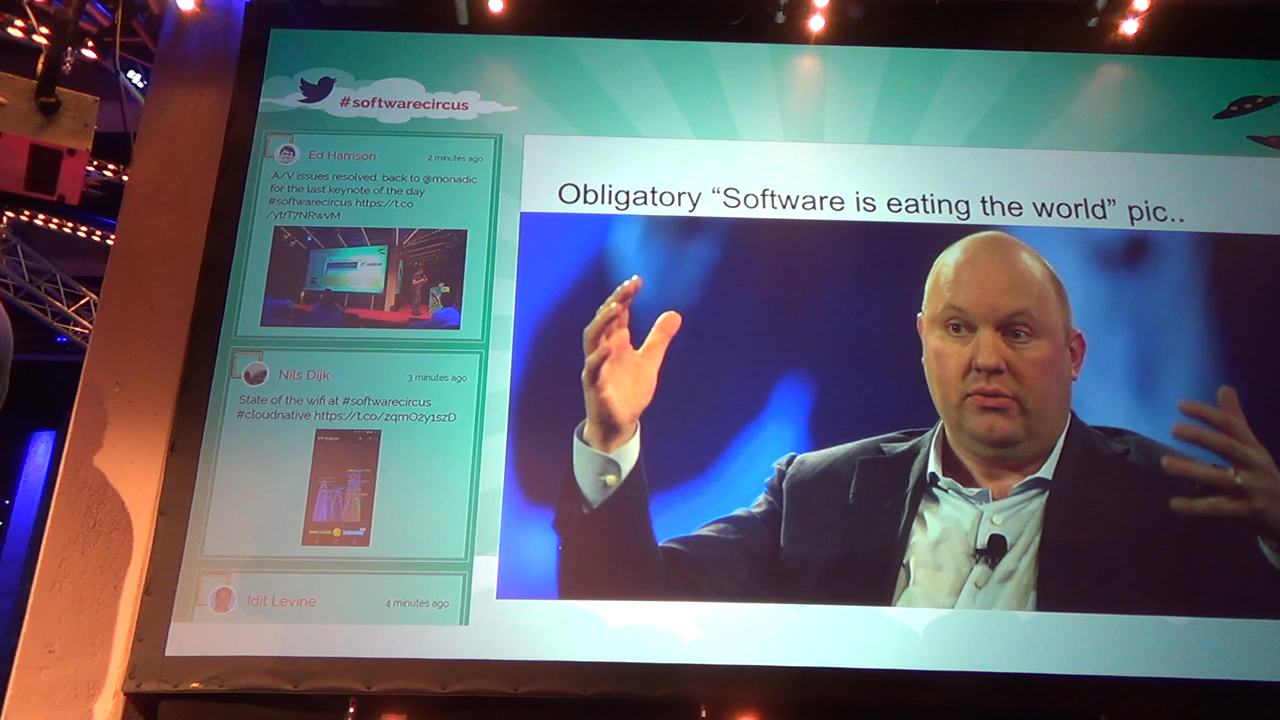 #softwarecircus
Ed Harrison
2 minutes ago
A/V issues resolved, back to @monadic
for the last keynote of the day
#softwarecircus https://t.co
/ytrT7NRwvM
Nils Dijk
3 minutes ago
State of the wifi at #softwarecircus
#cloudnative https://t.co/zqmO2y1szD
Idit Levine
4 minutes ago
Obligatory “Software is eating the world” pic..